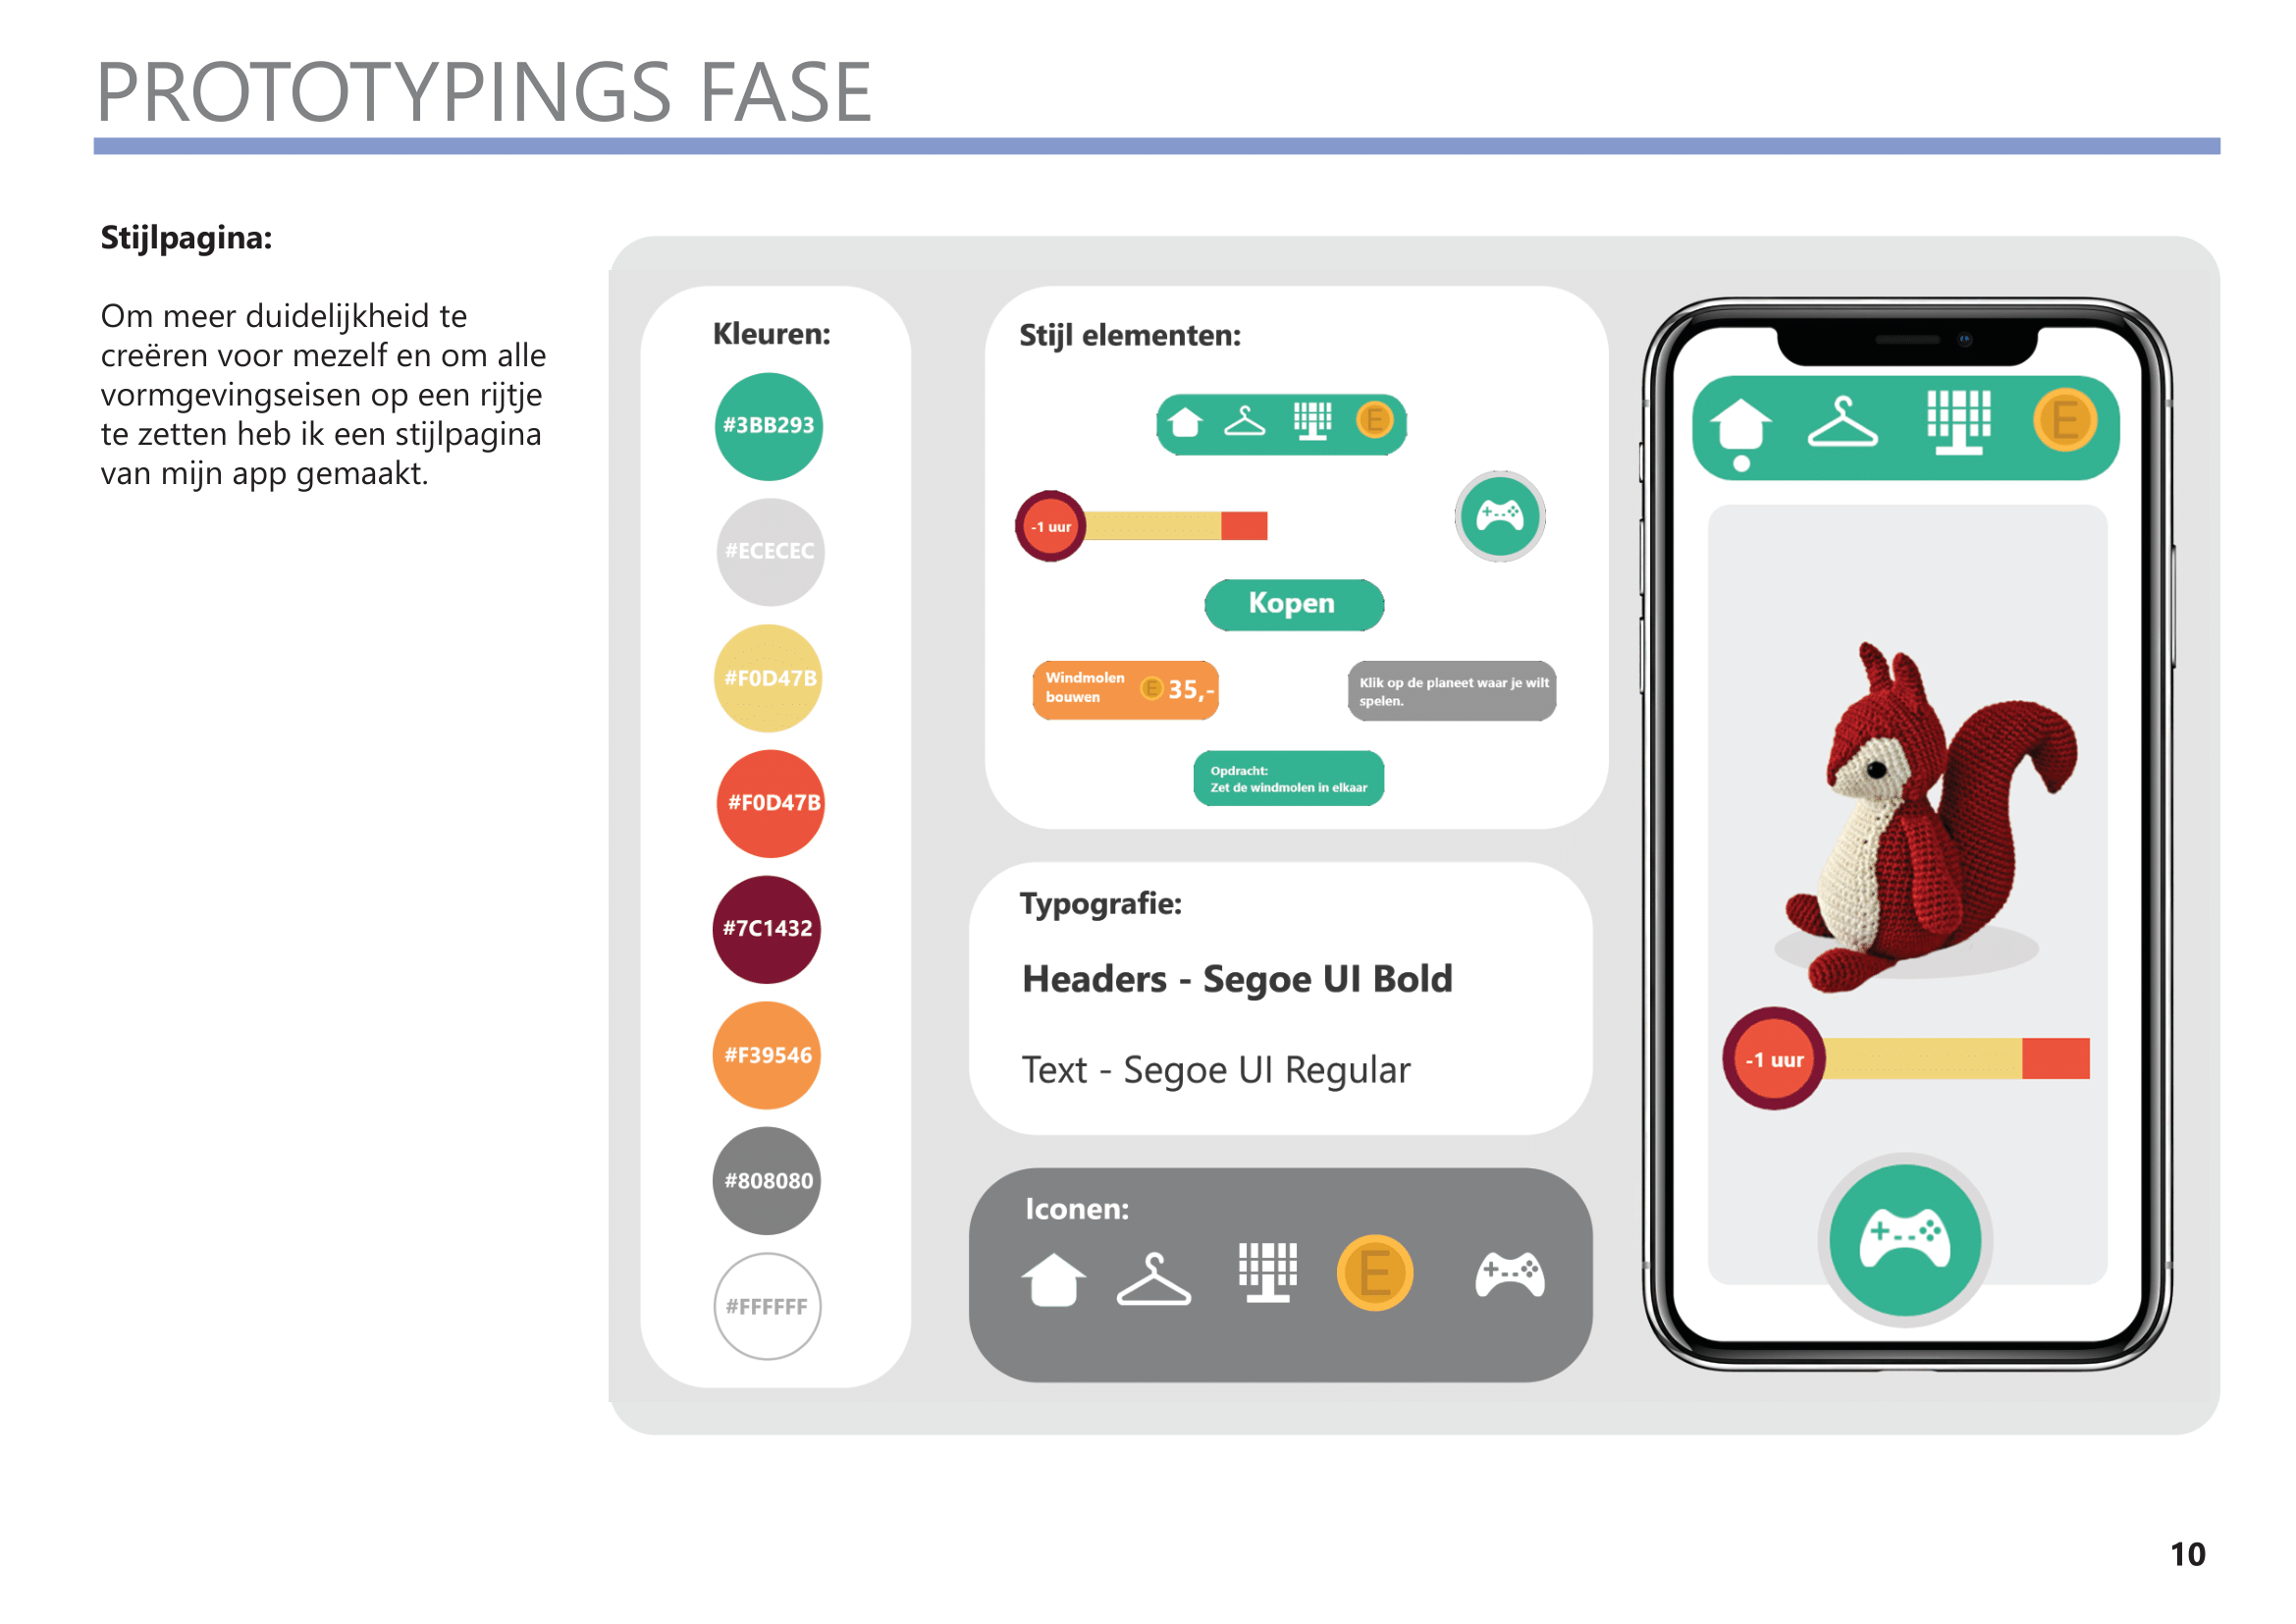 PROTOTYPINGS FASE
Stijlpagina:
Om meer duidelijkheid te
creëren voor mezelf en om alle
vormgevingseisen op een rijtje
te zetten heb ik een stijlpagina
van mijn app gemaakt.
Kleuren:
#3BB293
#ECECEC
#F0D47B
#F0D47B
#7C1432
#F39546
#808080
#FFFFFF
Stijl elementen:
E
-1 uur
Kopen
Windmolen
bouwen
E 35,-
Klik op de planeet waar je wilt
spelen.
Opdracht:
Zet de windmolen in elkaar
Typografie:
Headers - Segoe UI Bold
Text - Segoe UI Regular
Iconen:
E
E
-1 uur
10